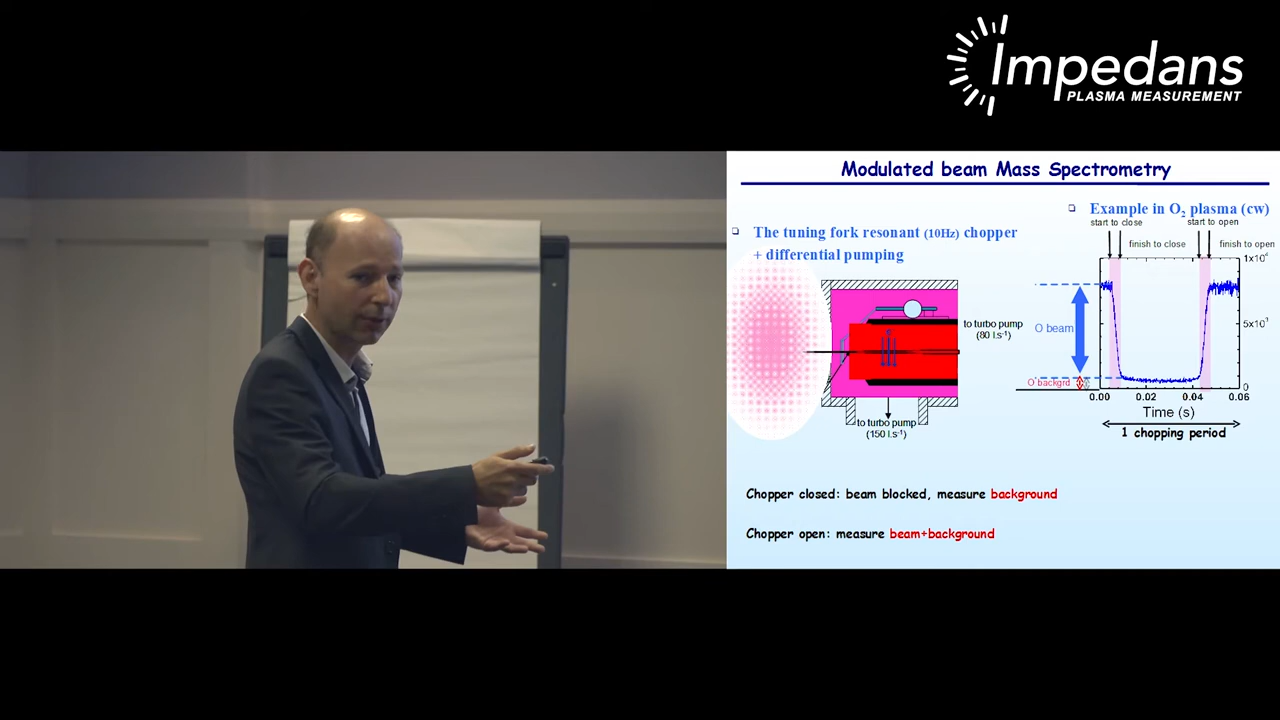 Impedans
PLASMA MEASUREMENT
Modulated beam Mass Spectrometry
The tuning fork resonant (10Hz) chopper
+ differential pumping
to turbo pump
(80 l.s-1)
to turbo pump
(150 l.s-1)
Example in O2 plasma (cw)
start to close
start to open
finish to close
finish to open
1x10⁴
5x10³
0
O beam
O backgrd
0.00 0.02 0.04 0.06
Time (s)
1 chopping period
Chopper closed: beam blocked, measure background
Chopper open: measure beam+background